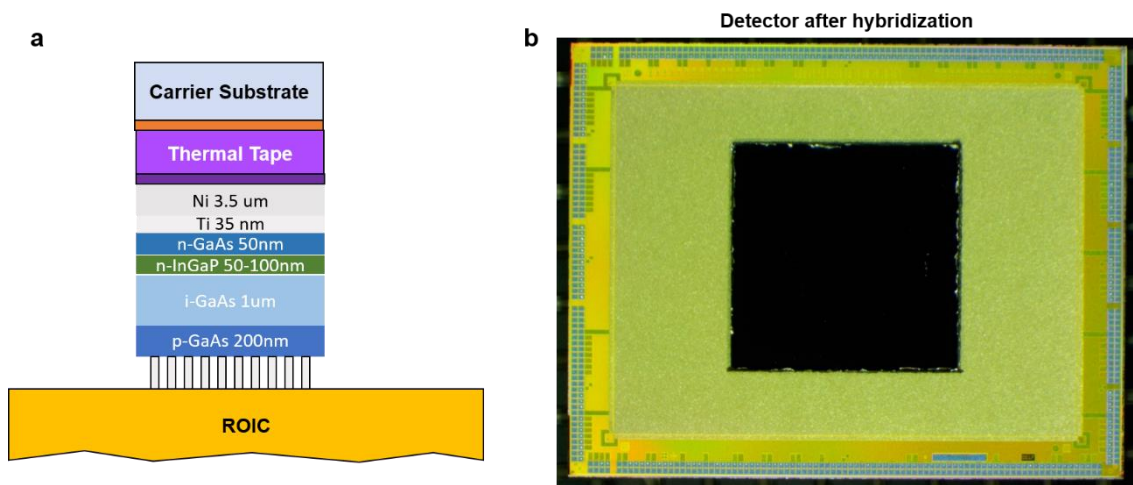 a
Carrier Substrate
Thermal Tape
Ni 3.5 um
Ti 35 nm
n-GaAs 50nm
n-InGaP 50-100nm
i-GaAs 1um
p-GaAs 200nm
ROIC
Detector after hybridization
b